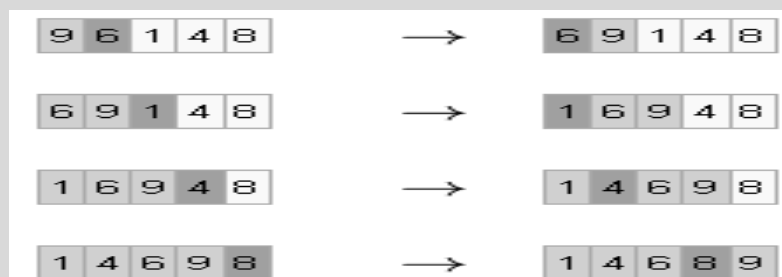 9 6 1 4 8 → 6 9 1 4 8
6 9 1 4 8 → 1 6 9 4 8
1 6 9 4 8 → 1 4 6 9 8
1 4 6 9 8 → 1 4 6 8 9